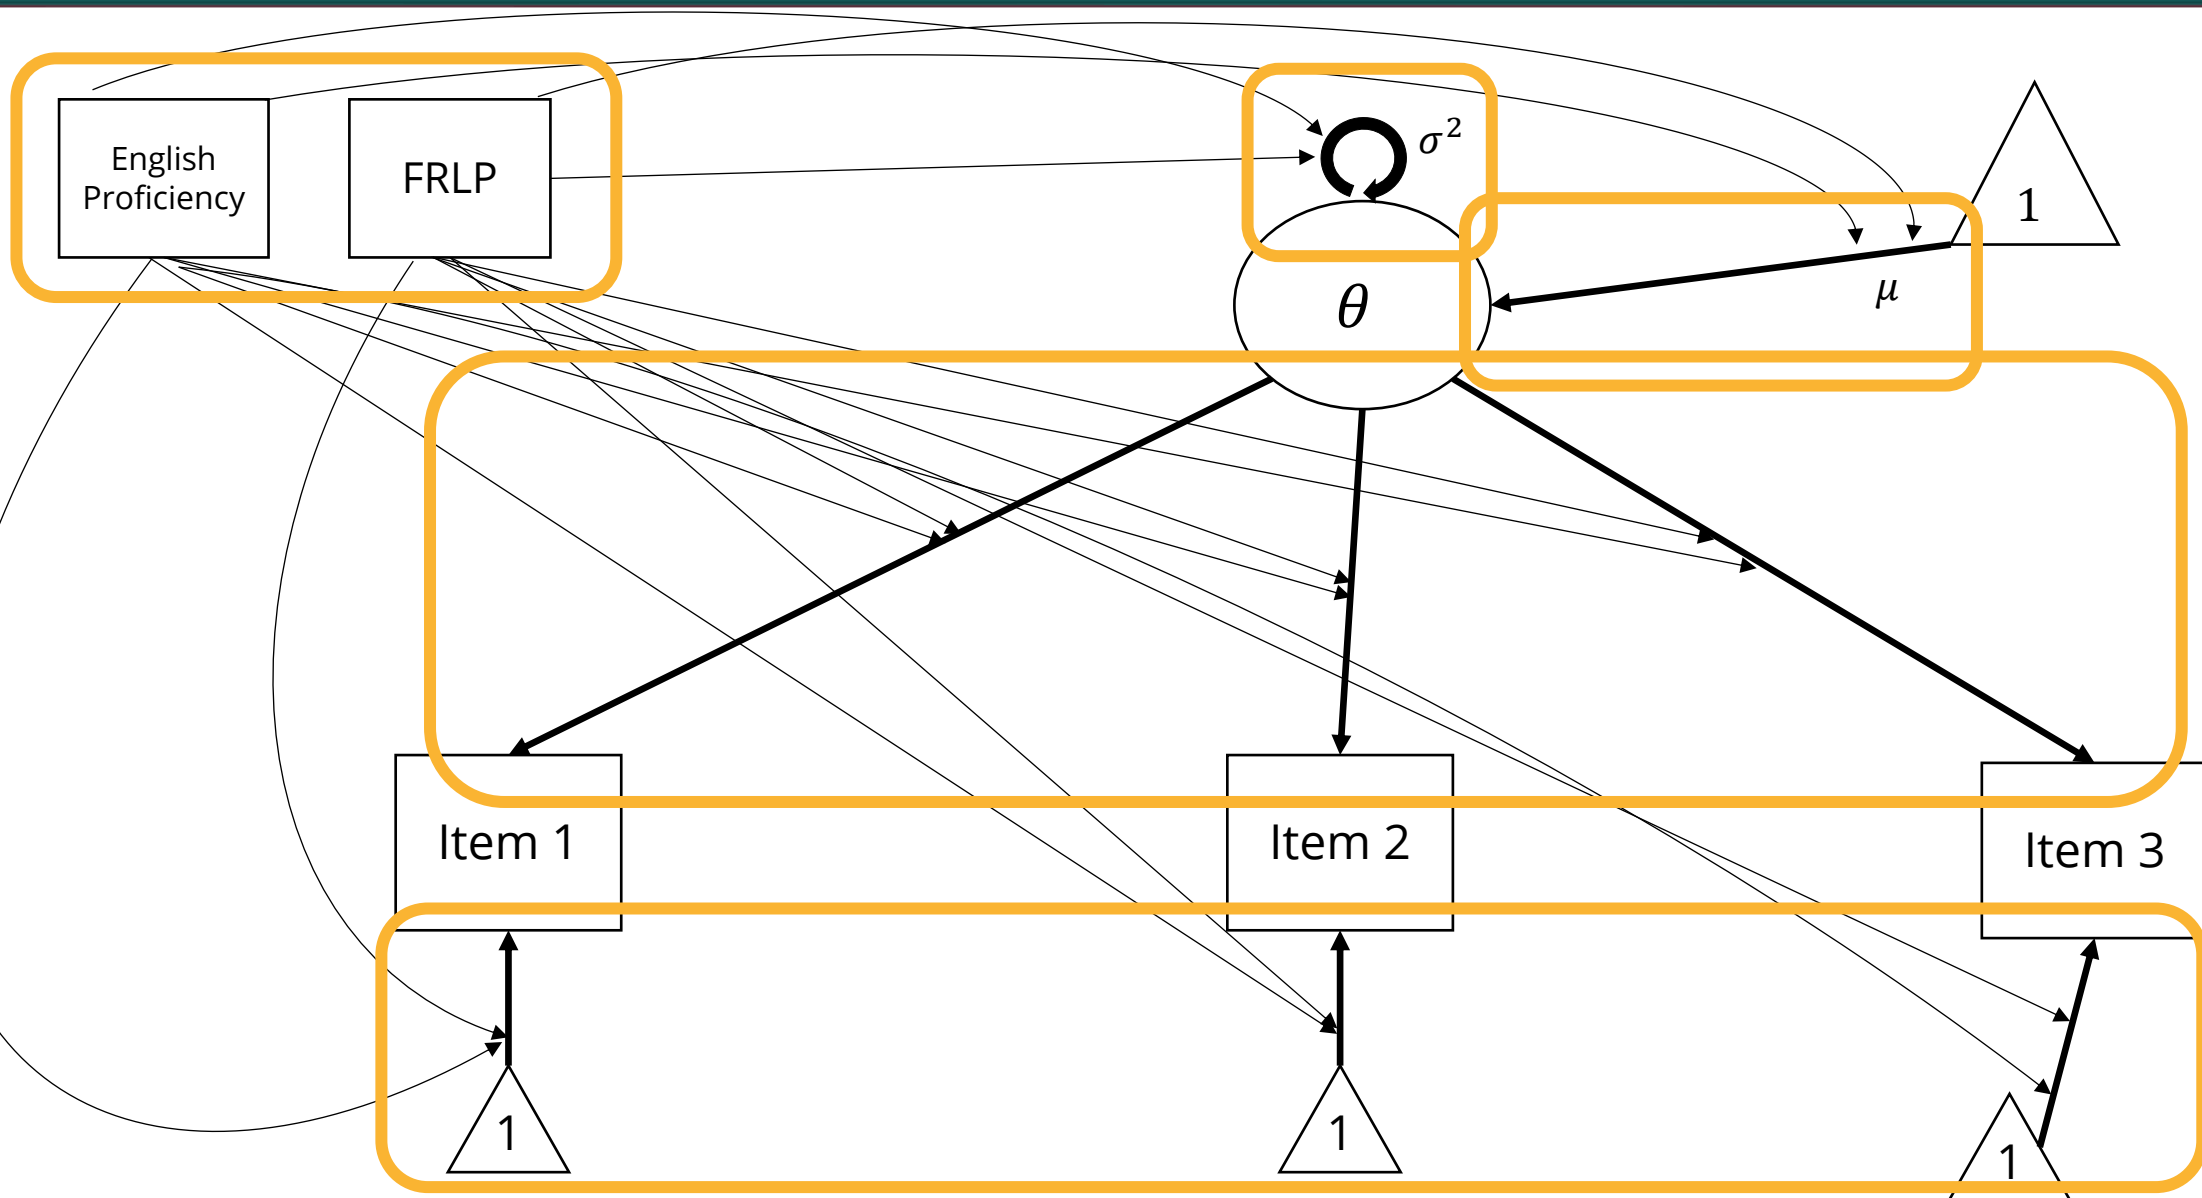 English
Proficiency
FRLP
σ²
1
μ
θ
Item 1
Item 2
Item 3
1
1
1